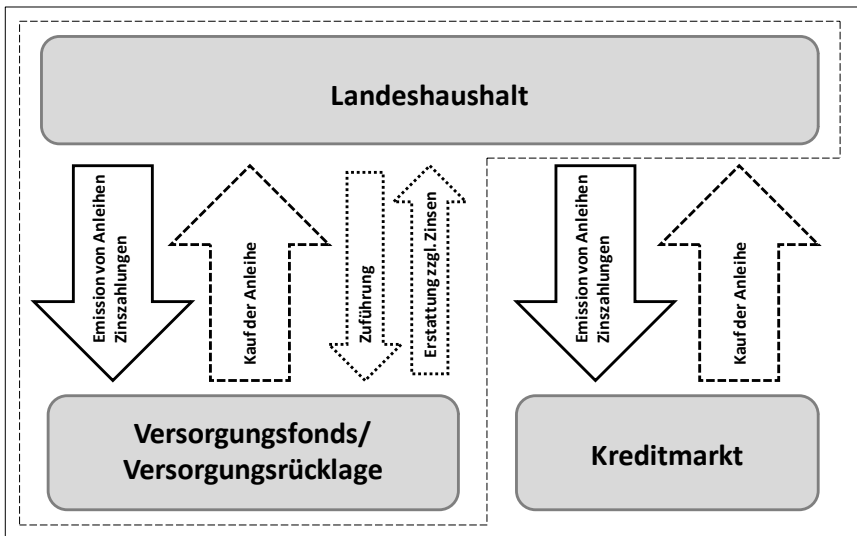 Landeshaushalt
Emission von Anleihen
Zinszahlungen
Kauf der Anleihe
Zuführung
Erstattung zzgl. Zinsen
Emission von Anleihen
Zinszahlungen
Kauf der Anleihe
Versorgungsfonds/
Versorgungsrücklage
Kreditmarkt